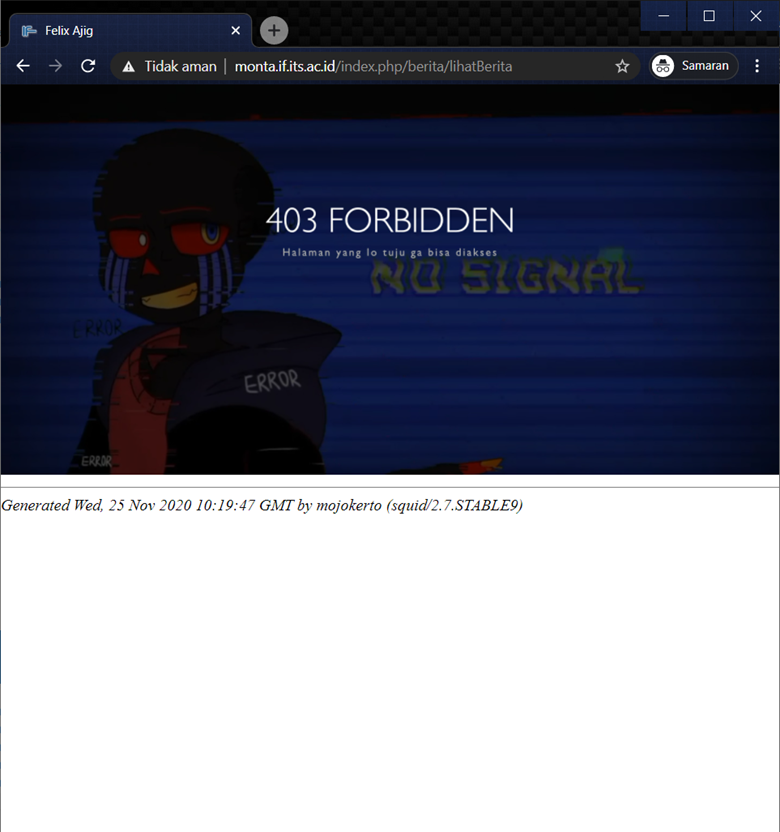 Felix Ajig
Tidak aman | monta.if.its.ac.id/index.php/berita/lihatBerita
Samaran
403 FORBIDDEN
Halaman yang lo tuju ga bisa diakses
NO SIGNAL
ERROR
ERROR
ERROR
Generated Wed, 25 Nov 2020 10:19:47 GMT by mojokerto (squid/2.7.STABLE9)